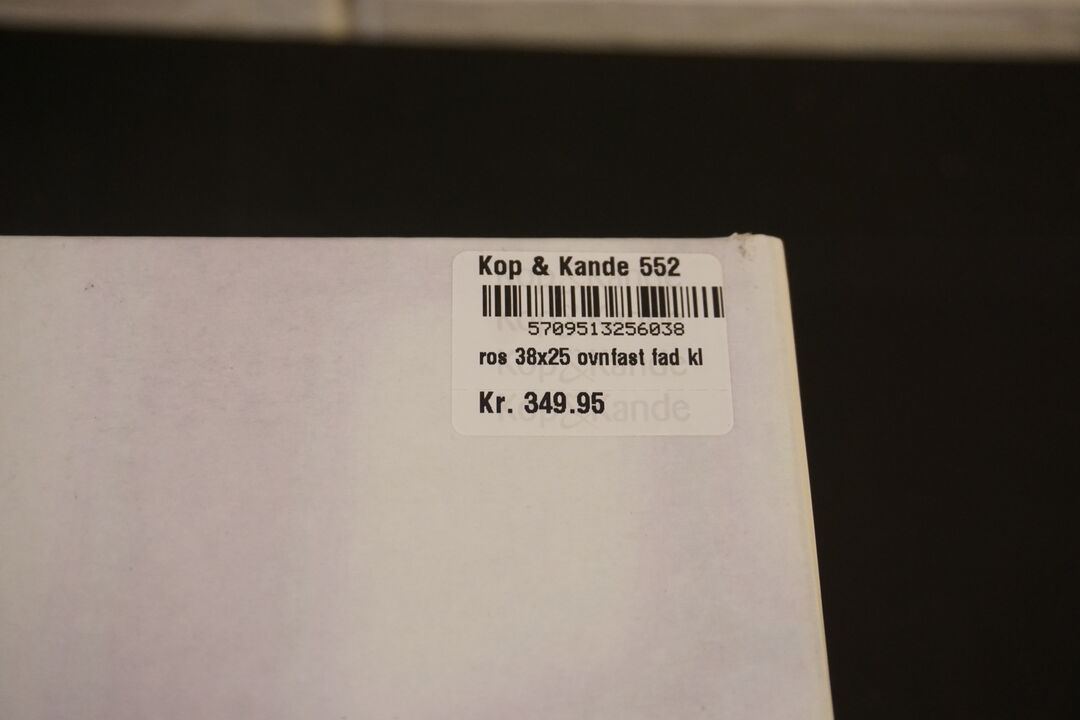 Kop & Kande 552
5709513256038
ros 38x25 ovnfast fad kl
Kr. 349.95